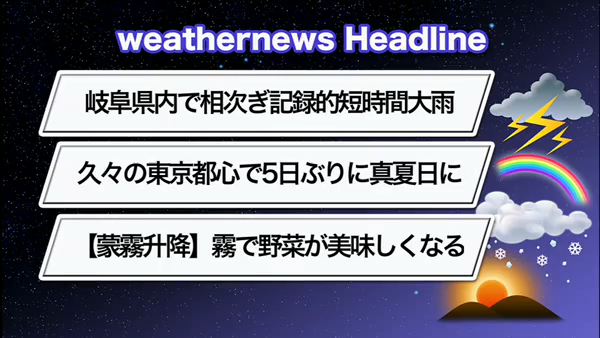 weathernews Headline
岐阜県内で相次ぎ記録的短時間大雨
久々の東京都心で5日ぶりに真夏日に
【蒙霧升降】霧で野菜が美味しくなる